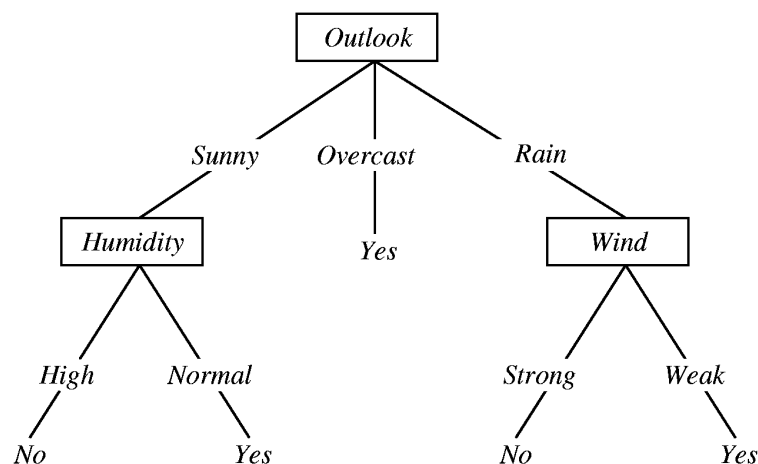 Outlook
Sunny Overcast Rain
Humidity Yes Wind
High Normal Strong Weak
No Yes No Yes